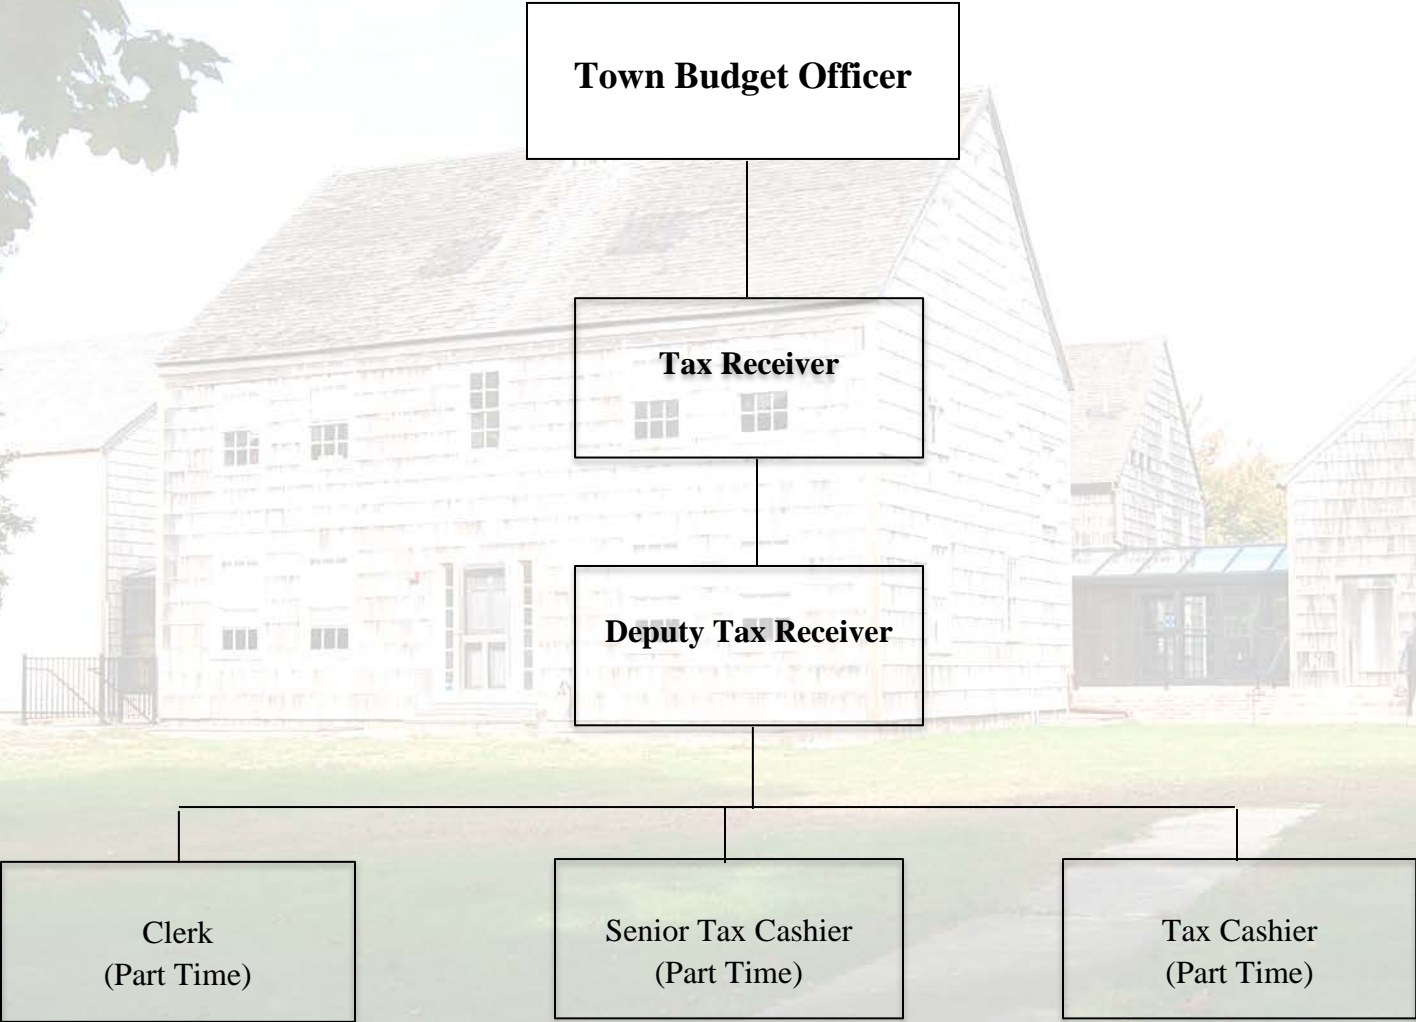 Town Budget Officer
Tax Receiver
Deputy Tax Receiver
Clerk
(Part Time)
Senior Tax Cashier
(Part Time)
Tax Cashier
(Part Time)